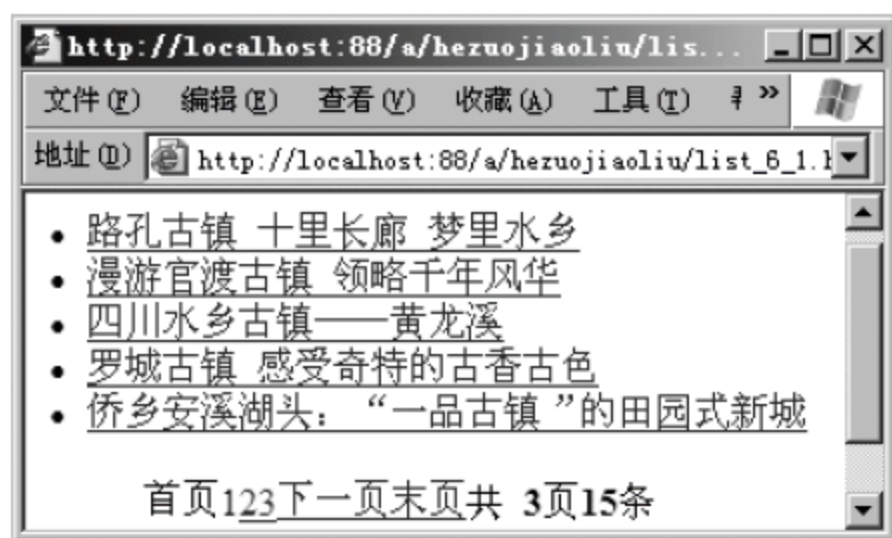 http://localhost:88/a/hezuojiaoliu/lis...
文件(F) 编辑(E) 查看(V) 收藏(A) 工具(T) »
地址(D) http://localhost:88/a/hezuojiaoliu/list_6_1.
路孔古镇 十里长廊 梦里水乡
漫游官渡古镇 领略千年风华
四川水乡古镇——黄龙溪
罗城古镇 感受奇特的古香古色
侨乡安溪湖头：“一品古镇 ”的田园式新城
首页123下一页末页共 3页15条